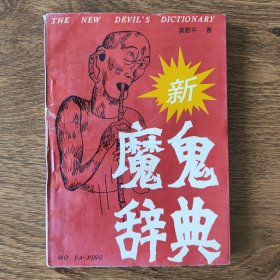 THE NEW DEVIL'S DICTIONARY
莫雅平 著
新
魔鬼
辞典
MO YA-PING